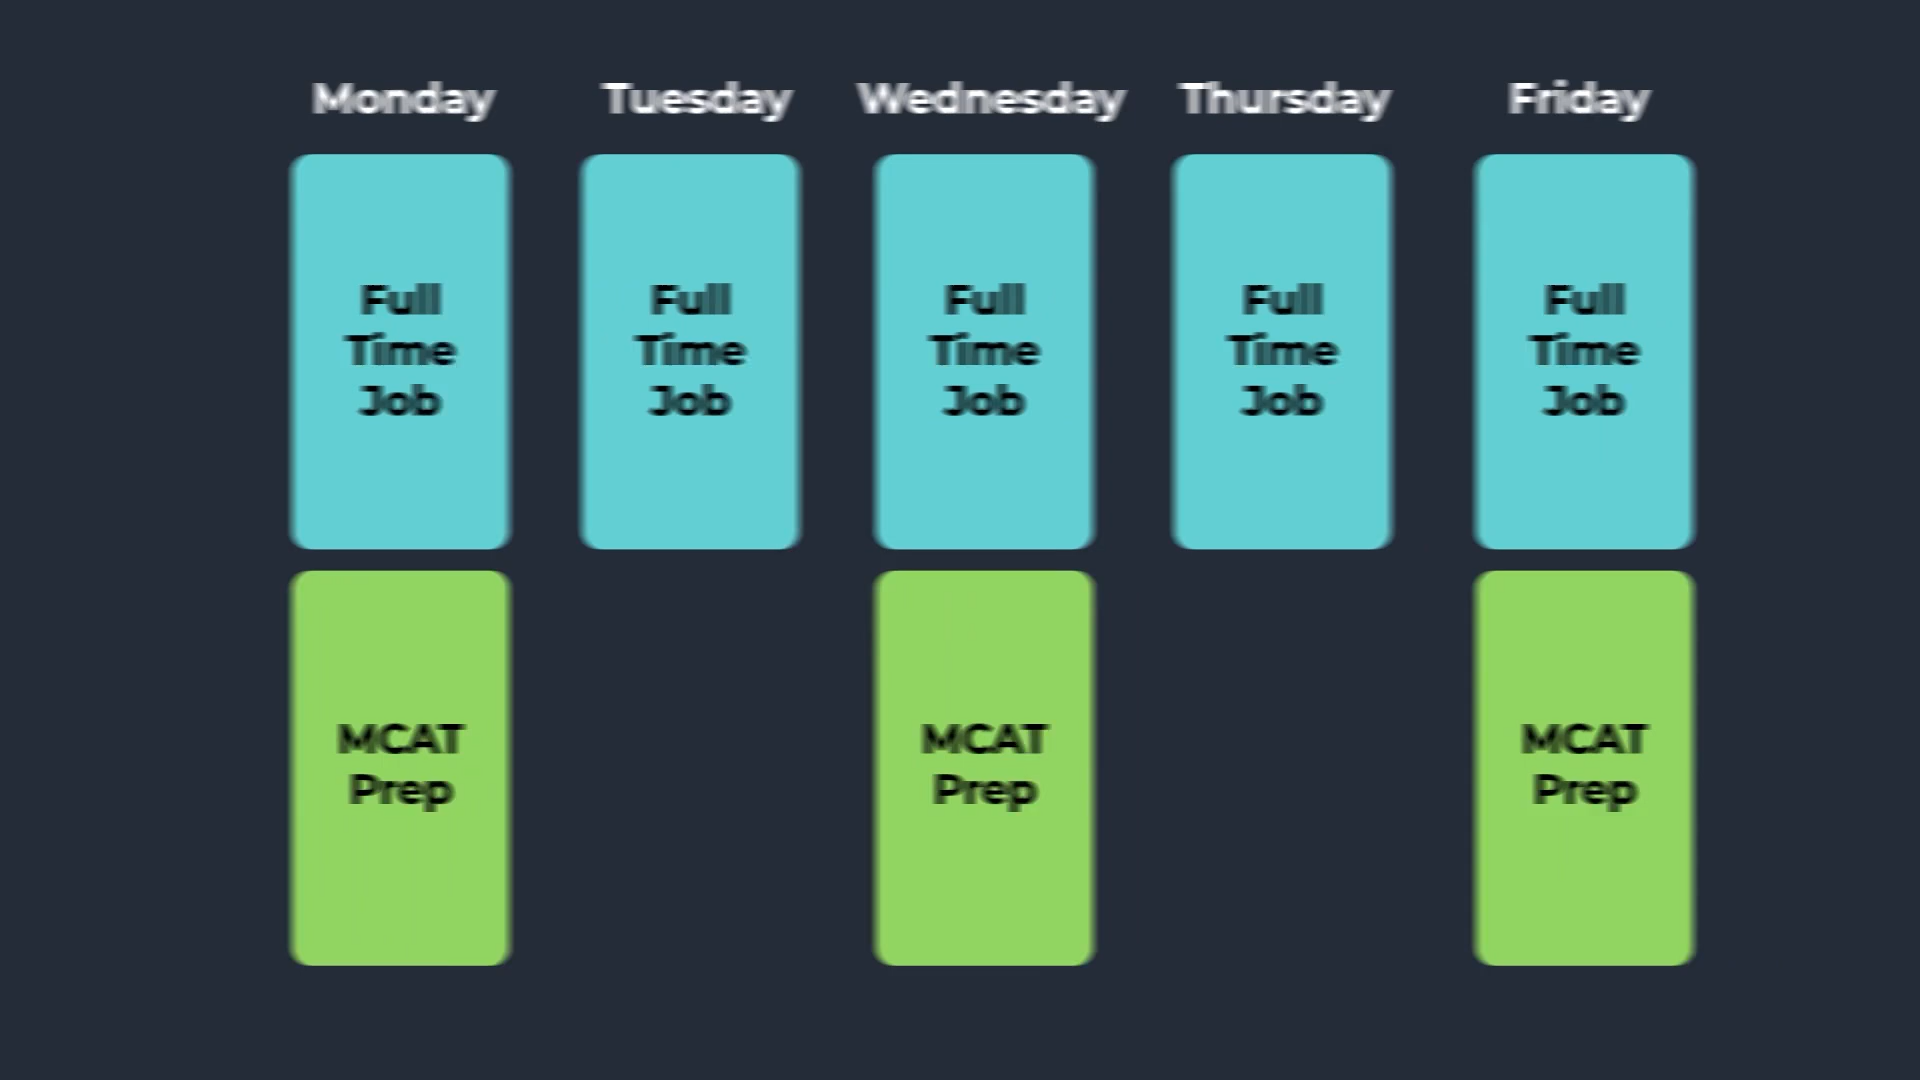 Monday Tuesday Wednesday Thursday Friday
Full Full Full Full Full
Time Time Time Time Time
Job Job Job Job Job
MCAT MCAT MCAT
Prep Prep Prep